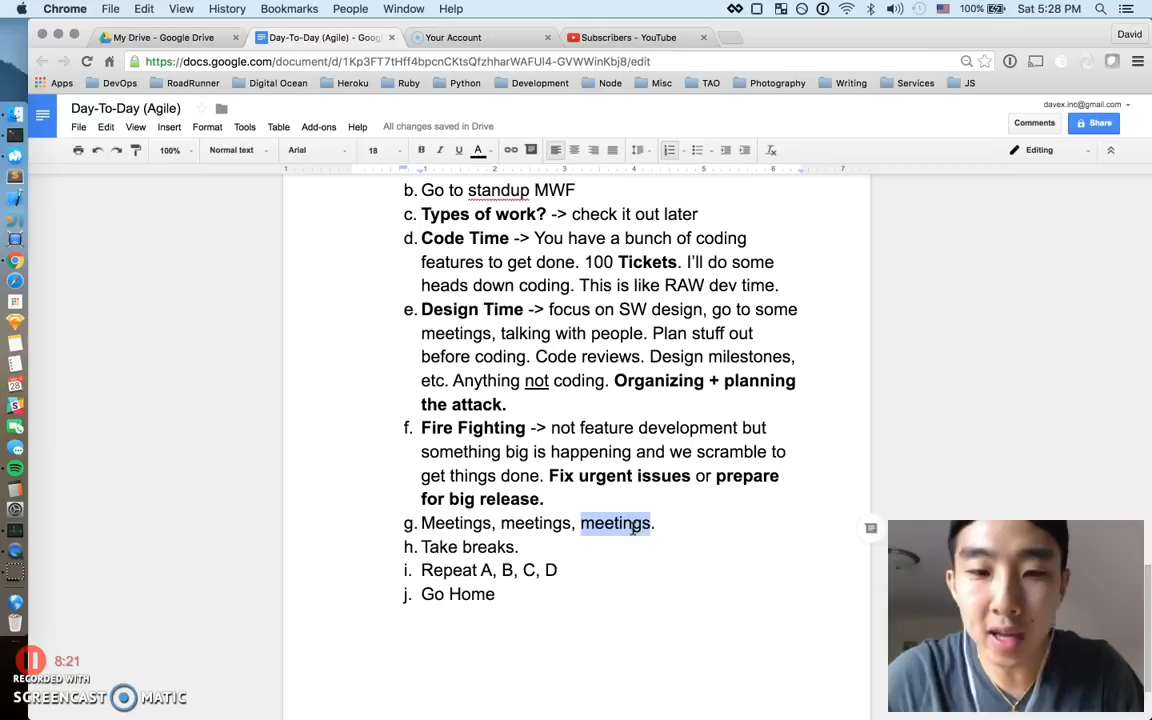 Chrome File Edit View History Bookmarks People Window Help 100% Sat 5:28 PM
My Drive - Google Drive Day-To-Day (Agile) - Goog Your Account Subscribers - YouTube David
https://docs.google.com/document/d/1Kp3FT7tHff4bpcnCKtsQfzhharWAFUl4-GVWWinKbj8/edit
Apps DevOps RoadRunner Digital Ocean Heroku Ruby Python Development Node Misc TAO Photography Writing Services JS
Day-To-Day (Agile) davex.inc@gmail.com
File Edit View Insert Format Tools Table Add-ons Help All changes saved in Drive Comments Share
100% Normal text Arial 18 B I U A Editing
1 1 2 3 4 5 6 7
b. Go to standup MWF
c. Types of work? -> check it out later
d. Code Time -> You have a bunch of coding
features to get done. 100 Tickets. I'll do some
heads down coding. This is like RAW dev time.
e. Design Time -> focus on SW design, go to some
meetings, talking with people. Plan stuff out
before coding. Code reviews. Design milestones,
etc. Anything not coding. Organizing + planning
the attack.
f. Fire Fighting -> not feature development but
something big is happening and we scramble to
get things done. Fix urgent issues or prepare
for big release.
g. Meetings, meetings, meetings.
h. Take breaks.
i. Repeat A, B, C, D
j. Go Home
8:21
RECORDED WITH
SCREENCAST MATIC